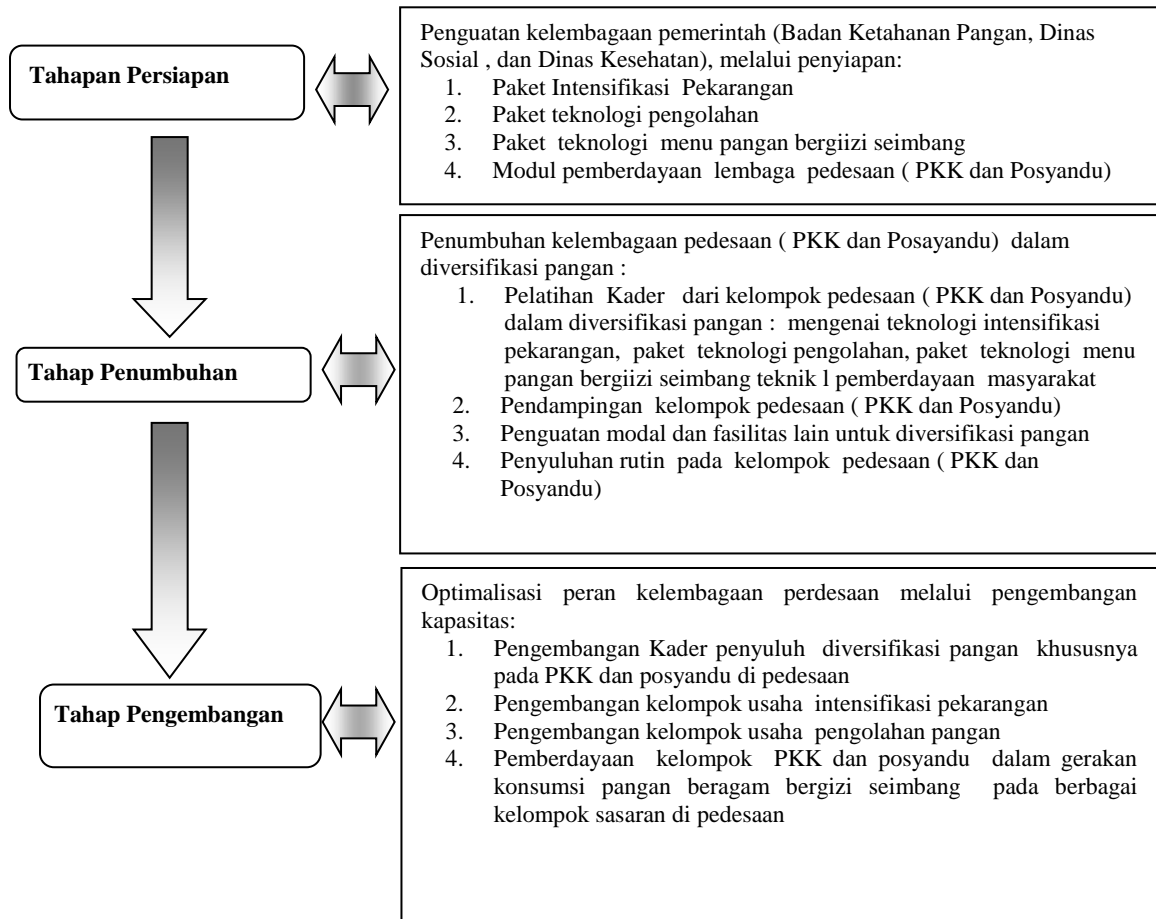 Tahapan Persiapan
Penguatan kelembagaan pemerintah (Badan Ketahanan Pangan, Dinas
Sosial , dan Dinas Kesehatan), melalui penyiapan:
1. Paket Intensifikasi Pekarangan
2. Paket teknologi pengolahan
3. Paket teknologi menu pangan bergiizi seimbang
4. Modul pemberdayaan lembaga pedesaan ( PKK dan Posyandu)
Tahap Penumbuhan
Penumbuhan kelembagaan pedesaan ( PKK dan Posayandu) dalam
diversifikasi pangan :
1. Pelatihan Kader dari kelompok pedesaan ( PKK dan Posyandu)
dalam diversifikasi pangan : mengenai teknologi intensifikasi
pekarangan, paket teknologi pengolahan, paket teknologi menu
pangan bergiizi seimbang teknik l pemberdayaan masyarakat
2. Pendampingan kelompok pedesaan ( PKK dan Posyandu)
3. Penguatan modal dan fasilitas lain untuk diversifikasi pangan
4. Penyuluhan rutin pada kelompok pedesaan ( PKK dan
Posyandu)
Tahap Pengembangan
Optimalisasi peran kelembagaan perdesaan melalui pengembangan
kapasitas:
1. Pengembangan Kader penyuluh diversifikasi pangan khususnya
pada PKK dan posyandu di pedesaan
2. Pengembangan kelompok usaha intensifikasi pekarangan
3. Pengembangan kelompok usaha pengolahan pangan
4. Pemberdayaan kelompok PKK dan posyandu dalam gerakan
konsumsi pangan beragam bergizi seimbang pada berbagai
kelompok sasaran di pedesaan